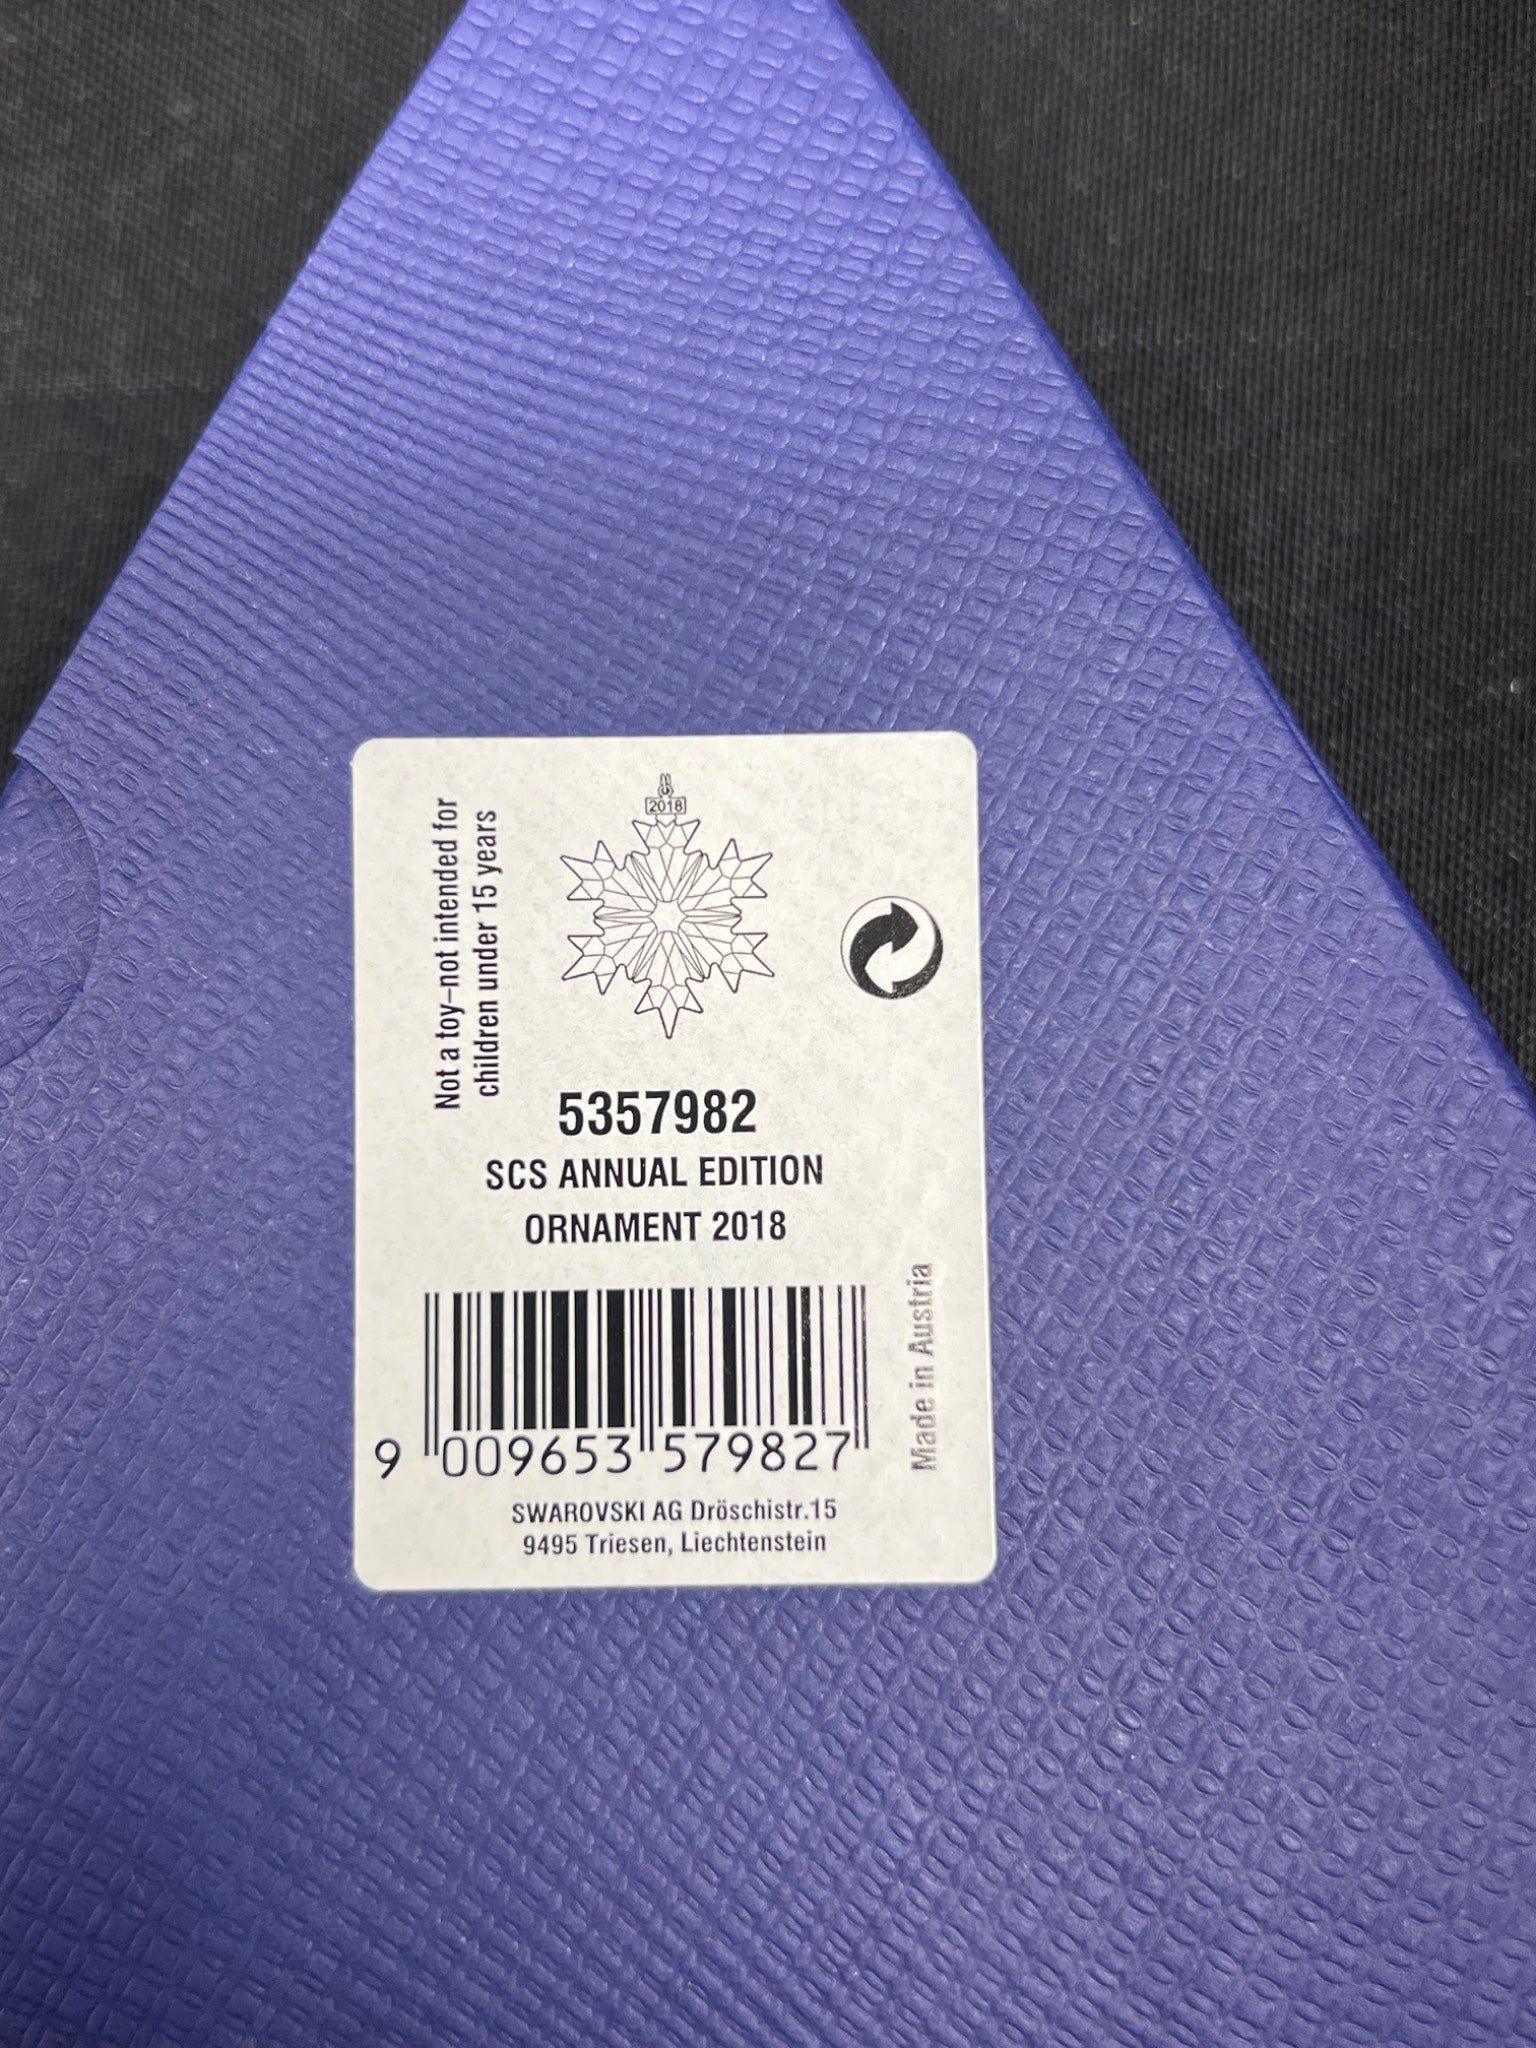 Not a toy–not intended for
children under 15 years
2018
5357982
SCS ANNUAL EDITION
ORNAMENT 2018
9 009653 579827
Made in Austria
SWAROVSKI AG Dröschistr.15
9495 Triesen, Liechtenstein